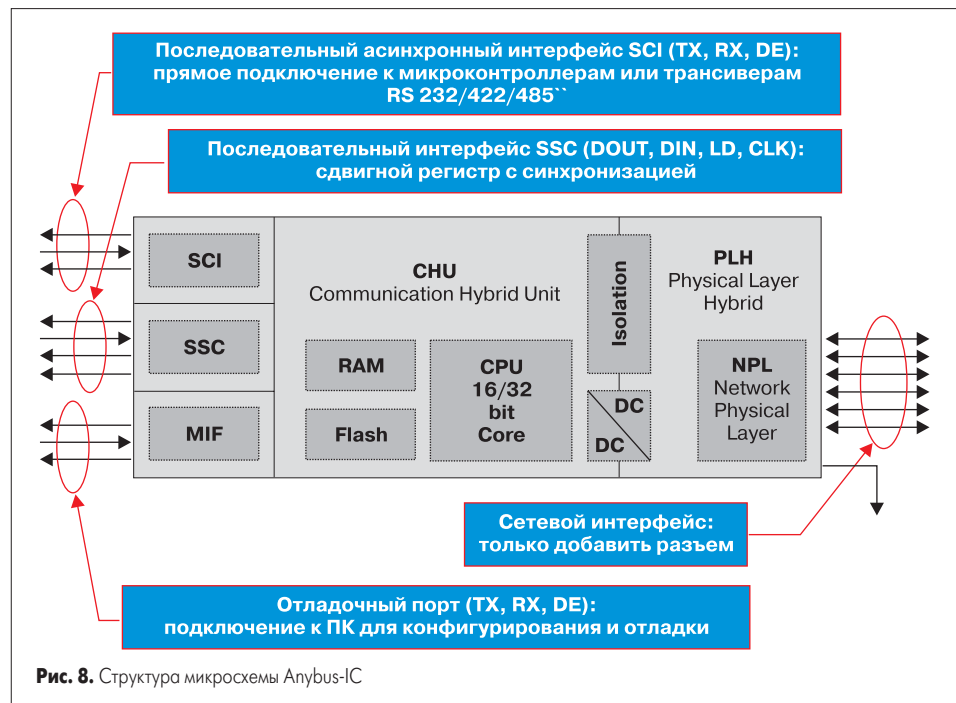 Последовательный асинхронный интерфейс SCI (TX, RX, DE):
прямое подключение к микроконтроллерам или трансиверам
RS 232/422/485``
Последовательный интерфейс SSC (DOUT, DIN, LD, CLK):
сдвигной регистр с синхронизацией
SCI
SSC
MIF
CHU
Communication Hybrid Unit
RAM
Flash
CPU
16/32
bit
Core
Isolation
DC
DC
PLH
Physical Layer
Hybrid
NPL
Network
Physical
Layer
Сетевой интерфейс:
только добавить разъем
Отладочный порт (TX, RX, DE):
подключение к ПК для конфигурирования и отладки
Рис. 8. Структура микросхемы Anybus-IC